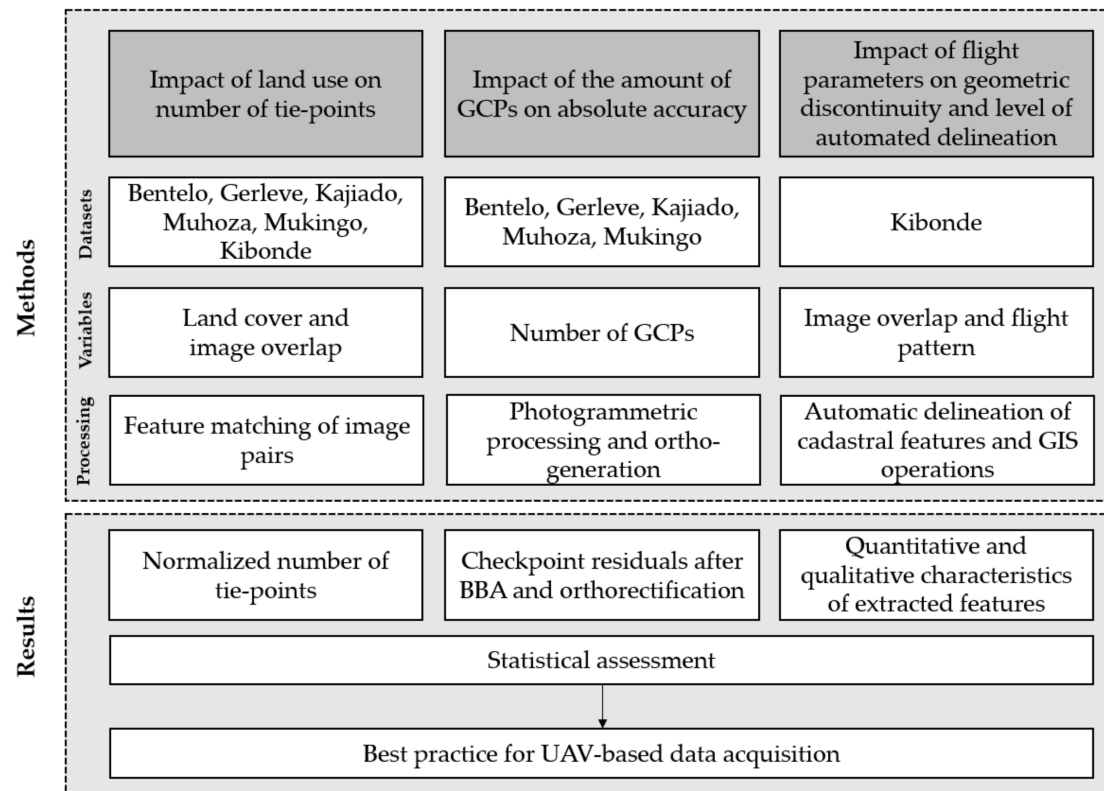 Methods
Impact of land use on
number of tie-points
Impact of the amount of
GCPs on absolute accuracy
Impact of flight
parameters on geometric
discontinuity and level of
automated delineation
Datasets
Bentelo, Gerleve, Kajiado,
Muhoza, Mukingo,
Kibonde
Bentelo, Gerleve, Kajiado,
Muhoza, Mukingo
Kibonde
Variables
Land cover and
image overlap
Number of GCPs
Image overlap and flight
pattern
Processing
Feature matching of image
pairs
Photogrammetric
processing and ortho-
generation
Automatic delineation of
cadastral features and GIS
operations
Results
Normalized number of
tie-points
Checkpoint residuals after
BBA and orthorectification
Quantitative and
qualitative characteristics
of extracted features
Statistical assessment
Best practice for UAV-based data acquisition